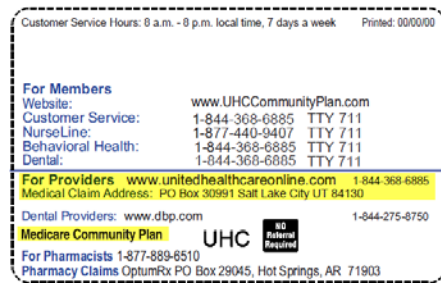 Customer Service Hours: 8 a.m. - 8 p.m. local time, 7 days a week Printed: 00/00/00
For Members
Website: www.UHCCommunityPlan.com
Customer Service: 1-844-368-6885 TTY 711
NurseLine: 1-877-440-9407 TTY 711
Behavioral Health: 1-844-368-6885 TTY 711
Dental: 1-844-368-6885 TTY 711
For Providers www.unitedhealthcareonline.com 1-844-368-6885
Medical Claim Address: PO Box 30991 Salt Lake City UT 84130
Dental Providers: www.dbp.com 1-844-275-8750
Medicare Community Plan
UHC
NO
Referral
Required
For Pharmacists 1-877-889-6510
Pharmacy Claims OptumRx PO Box 29045, Hot Springs, AR 71903